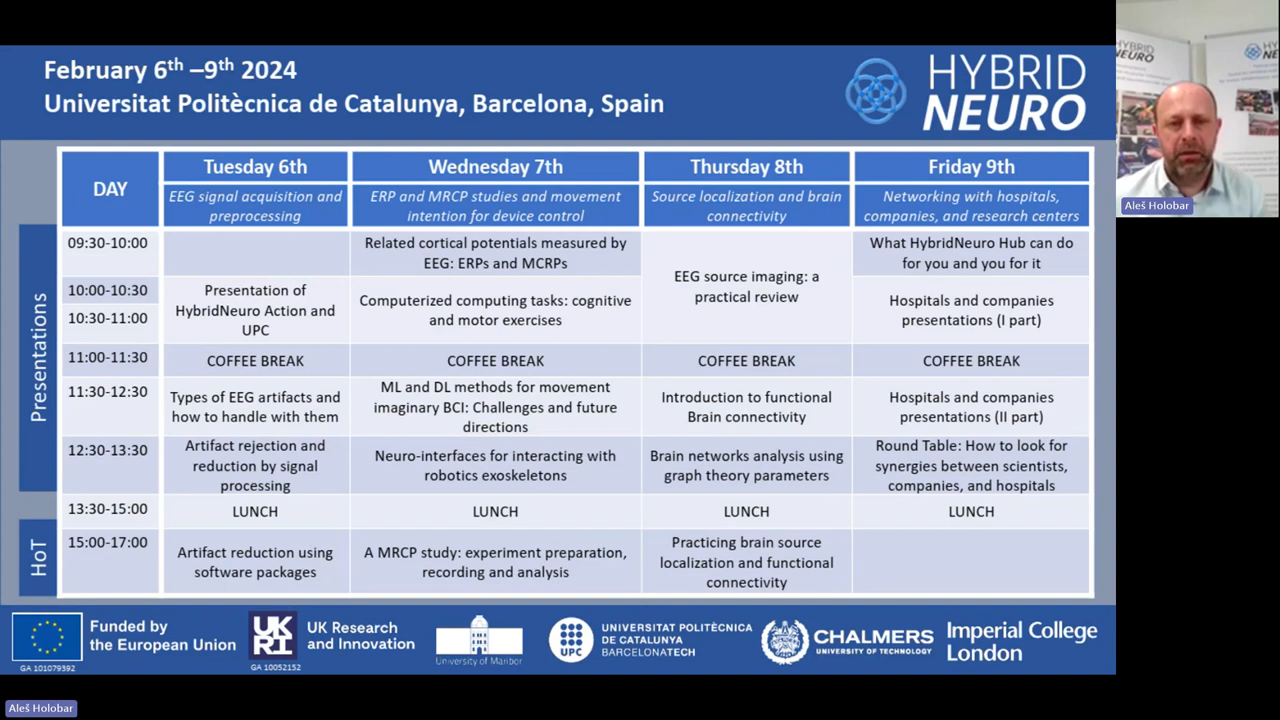 February 6th –9th 2024
Universitat Politècnica de Catalunya, Barcelona, Spain
HYBRID
NEURO
DAY
Tuesday 6th
Wednesday 7th
Thursday 8th
Friday 9th
EEG signal acquisition and
preprocessing
ERP and MRCP studies and movement
intention for device control
Source localization and brain
connectivity
Networking with hospitals,
companies, and research centers
Presentations
09:30-10:00
Related cortical potentials measured by
EEG: ERPs and MCRPs
EEG source imaging: a
practical review
What HybridNeuro Hub can do
for you and you for it
10:00-10:30
10:30-11:00
Presentation of
HybridNeuro Action and
UPC
Computerized computing tasks: cognitive
and motor exercises
Hospitals and companies
presentations (I part)
11:00-11:30
COFFEE BREAK
COFFEE BREAK
COFFEE BREAK
COFFEE BREAK
11:30-12:30
Types of EEG artifacts and
how to handle with them
ML and DL methods for movement
imaginary BCI: Challenges and future
directions
Introduction to functional
Brain connectivity
Hospitals and companies
presentations (II part)
12:30-13:30
Artifact rejection and
reduction by signal
processing
Neuro-interfaces for interacting with
robotics exoskeletons
Brain networks analysis using
graph theory parameters
Round Table: How to look for
synergies between scientists,
companies, and hospitals
13:30-15:00
LUNCH
LUNCH
LUNCH
LUNCH
HoT
15:00-17:00
Artifact reduction using
software packages
A MRCP study: experiment preparation,
recording and analysis
Practicing brain source
localization and functional
connectivity
Funded by
the European Union
GA 101079392
UKRI
UK Research
and Innovation
GA 10052152
University of Maribor
UPC
UNIVERSITAT POLITÈCNICA
DE CATALUNYA
BARCELONATECH
CHALMERS
UNIVERSITY OF TECHNOLOGY
Imperial College
London
Aleš Holobar
Aleš Holobar